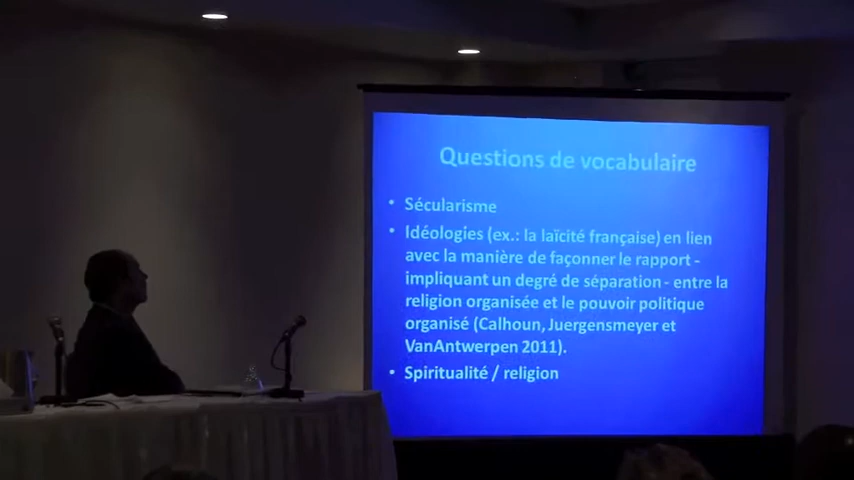 Questions de vocabulaire
• Sécularisme
• Idéologies (ex.: la laïcité française) en lien
avec la manière de façonner le rapport -
impliquant un degré de séparation - entre la
religion organisée et le pouvoir politique
organisé (Calhoun, Juergensmeyer et
VanAntwerpen 2011).
• Spiritualité / religion